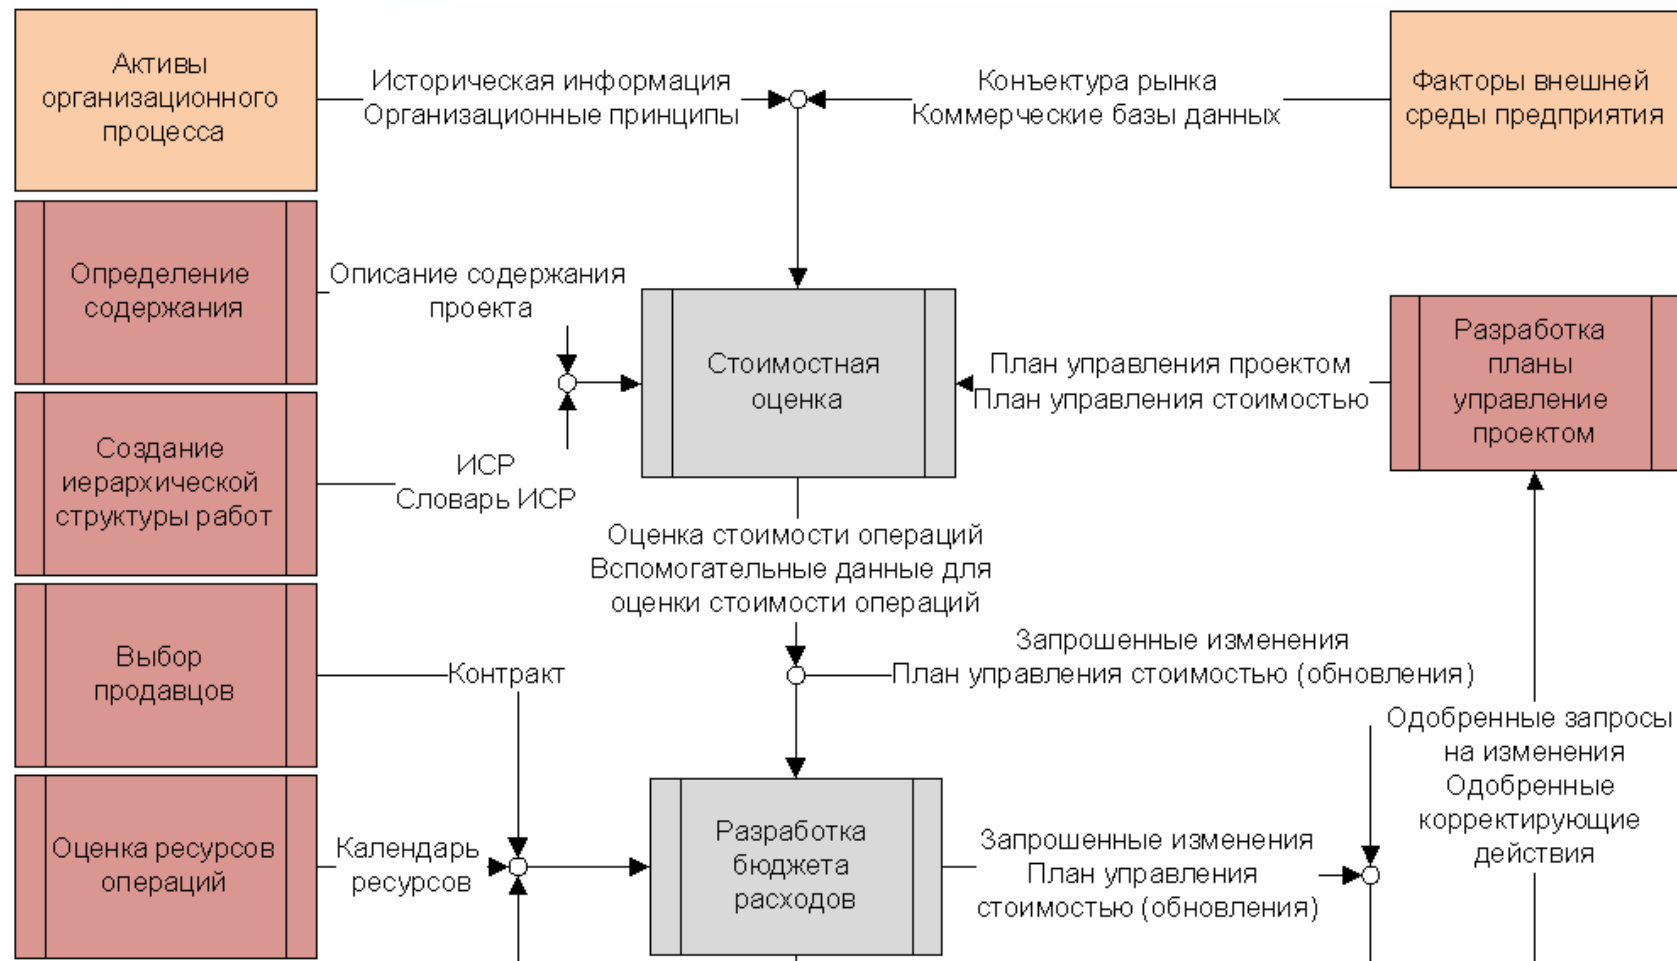 Активы
организационного
процесса
Историческая информация
Организационные принципы
Конъектура рынка
Коммерческие базы данных
Факторы внешней
среды предприятия
Определение
содержания
Описание содержания
проекта
Стоимостная
оценка
План управления проектом
План управления стоимостью
Разработка
планы
управление
проектом
Создание
иерархической
структуры работ
ИСР
Словарь ИСР
Оценка стоимости операций
Вспомогательные данные для
оценки стоимости операций
Выбор
продавцов
Контракт
Запрошенные изменения
План управления стоимостью (обновления)
Одобренные запросы
на изменения
Одобренные
корректирующие
действия
Оценка ресурсов
операций
Календарь
ресурсов
Разработка
бюджета
расходов
Запрошенные изменения
План управления
стоимостью (обновления)